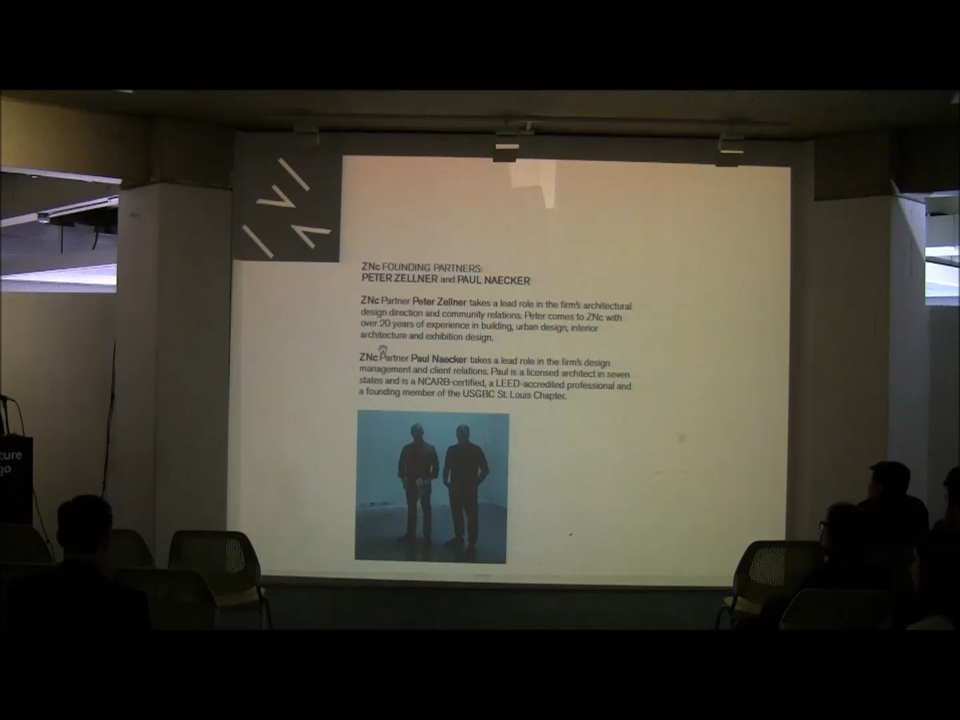 ZNc FOUNDING PARTNERS:
PETER ZELLNER and PAUL NAECKER
ZNc Partner Peter Zellner takes a lead role in the firm's architectural
design direction and community relations. Peter comes to ZNc with
over 20 years of experience in building, urban design, interior
architecture and exhibition design.
ZNc Partner Paul Naecker takes a lead role in the firm's design
management and client relations. Paul is a licensed architect in seven
states and is a NCARB-certified, a LEED-accredited professional and
a founding member of the USGBC St. Louis Chapter.